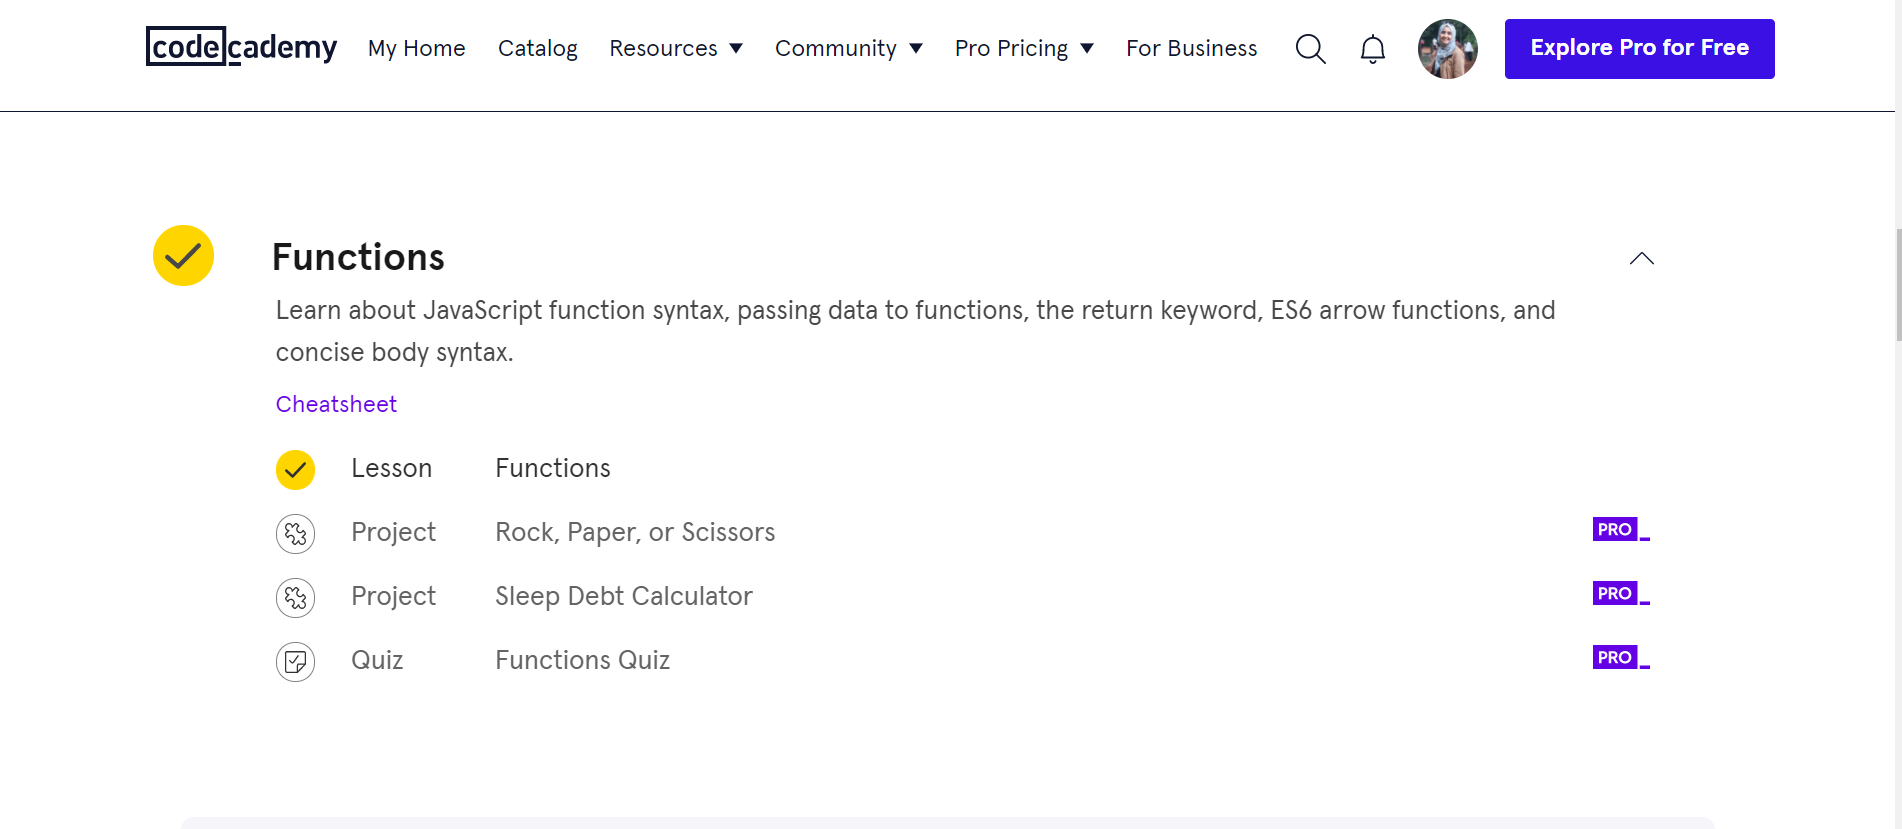 codecademy My Home Catalog Resources Community Pro Pricing For Business Explore Pro for Free
Functions
Learn about JavaScript function syntax, passing data to functions, the return keyword, ES6 arrow functions, and
concise body syntax.
Cheatsheet
Lesson Functions
Project Rock, Paper, or Scissors PRO
Project Sleep Debt Calculator PRO
Quiz Functions Quiz PRO